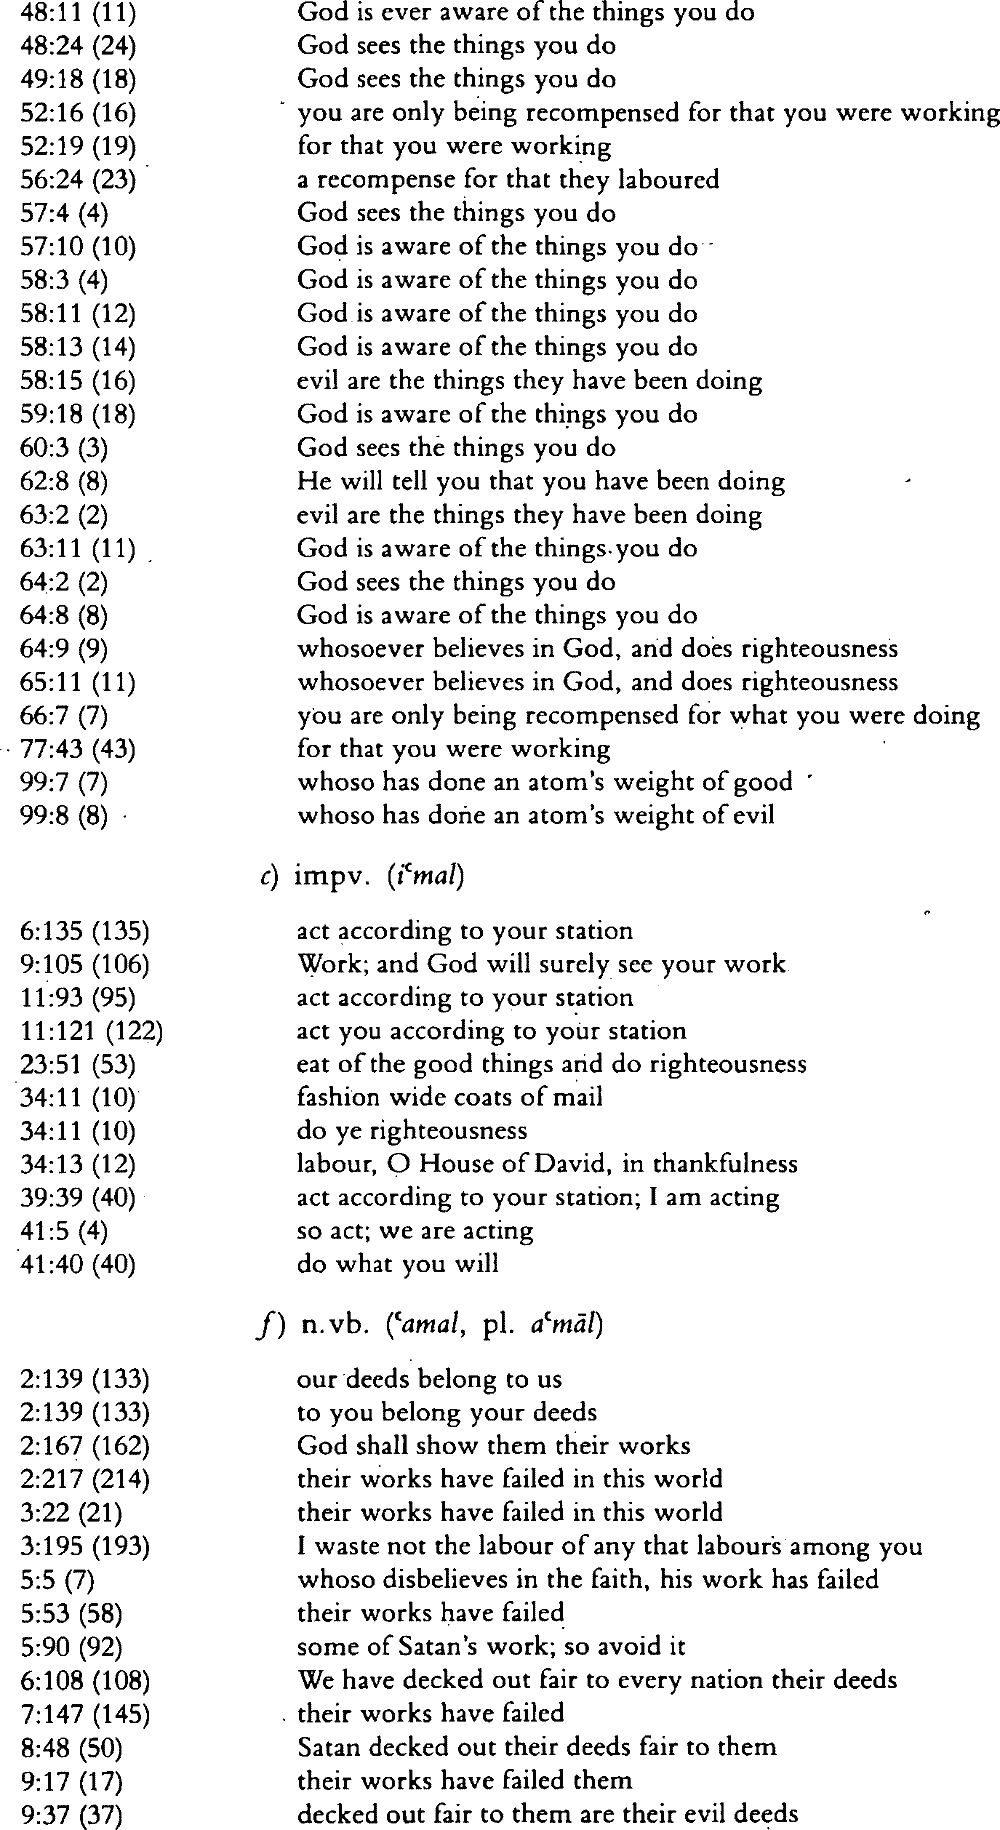 48:11 (11) God is ever aware of the things you do
48:24 (24) God sees the things you do
49:18 (18) God sees the things you do
52:16 (16) you are only being recompensed for that you were working
52:19 (19) for that you were working
56:24 (23) a recompense for that they laboured
57:4 (4) God sees the things you do
57:10 (10) God is aware of the things you do
58:3 (4) God is aware of the things you do
58:11 (12) God is aware of the things you do
58:13 (14) God is aware of the things you do
58:15 (16) evil are the things they have been doing
59:18 (18) God is aware of the things you do
60:3 (3) God sees the things you do
62:8 (8) He will tell you that you have been doing
63:2 (2) evil are the things they have been doing
63:11 (11) God is aware of the things you do
64:2 (2) God sees the things you do
64:8 (8) God is aware of the things you do
64:9 (9) whosoever believes in God, and does righteousness
65:11 (11) whosoever believes in God, and does righteousness
66:7 (7) you are only being recompensed for what you were doing
77:43 (43) for that you were working
99:7 (7) whoso has done an atom's weight of good
99:8 (8) whoso has done an atom's weight of evil
c) impv. (iʿmal)
6:135 (135) act according to your station
9:105 (106) Work; and God will surely see your work
11:93 (95) act according to your station
11:121 (122) act you according to your station
23:51 (53) eat of the good things and do righteousness
34:11 (10) fashion wide coats of mail
34:11 (10) do ye righteousness
34:13 (12) labour, O House of David, in thankfulness
39:39 (40) act according to your station; I am acting
41:5 (4) so act; we are acting
41:40 (40) do what you will
f) n.vb. (ʿamal, pl. aʿmāl)
2:139 (133) our deeds belong to us
2:139 (133) to you belong your deeds
2:167 (162) God shall show them their works
2:217 (214) their works have failed in this world
3:22 (21) their works have failed in this world
3:195 (193) I waste not the labour of any that labours among you
5:5 (7) whoso disbelieves in the faith, his work has failed
5:53 (58) their works have failed
5:90 (92) some of Satan's work; so avoid it
6:108 (108) We have decked out fair to every nation their deeds
7:147 (145) their works have failed
8:48 (50) Satan decked out their deeds fair to them
9:17 (17) their works have failed them
9:37 (37) decked out fair to them are their evil deeds